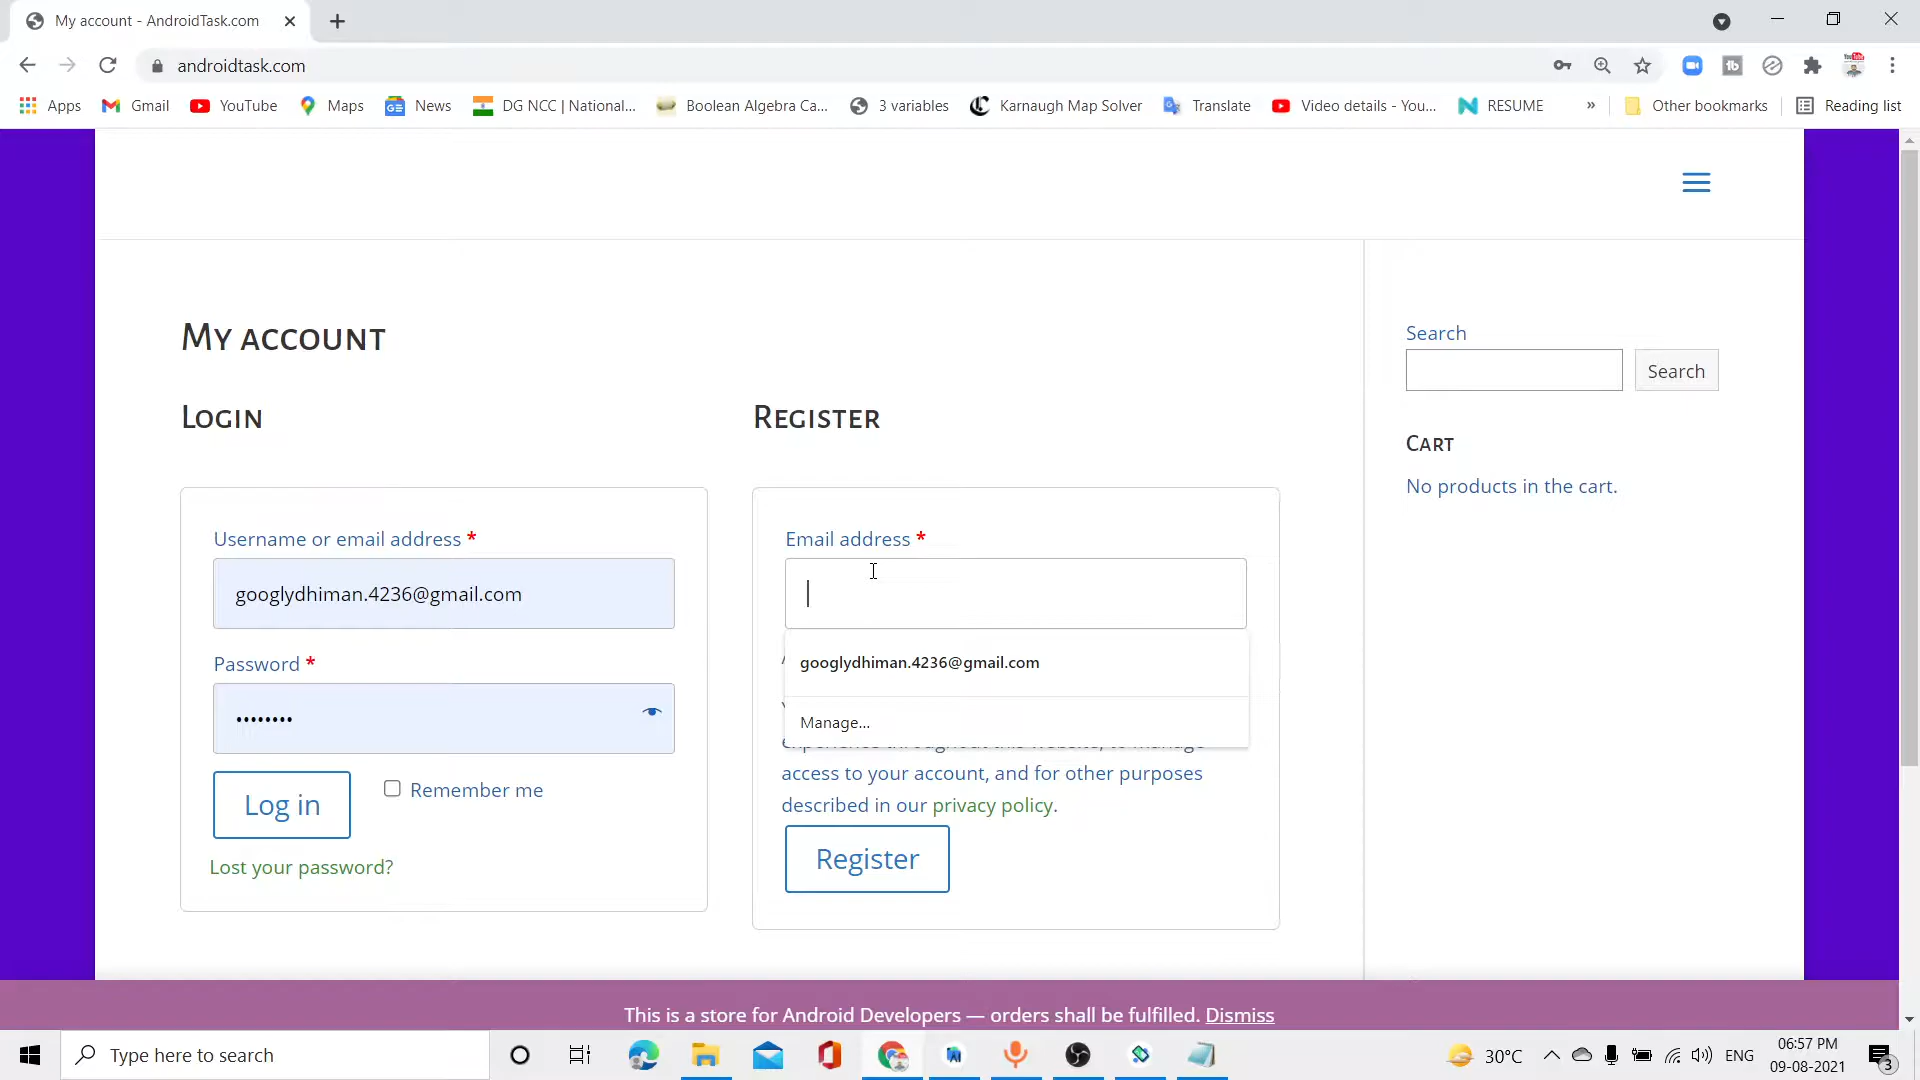 My account - AndroidTask.com
androidtask.com
Apps Gmail YouTube Maps News DG NCC | National... Boolean Algebra Ca... 3 variables Karnaugh Map Solver Translate Video details - You... RESUME » Other bookmarks Reading list
MY ACCOUNT
LOGIN
Username or email address *
googlydhiman.4236@gmail.com
Password *
Log in
Remember me
Lost your password?
REGISTER
Email address *
googlydhiman.4236@gmail.com
Manage...
access to your account, and for other purposes
described in our privacy policy.
Register
Search
Search
CART
No products in the cart.
This is a store for Android Developers — orders shall be fulfilled. Dismiss
Type here to search
30°C
ENG
06:57 PM
09-08-2021
3